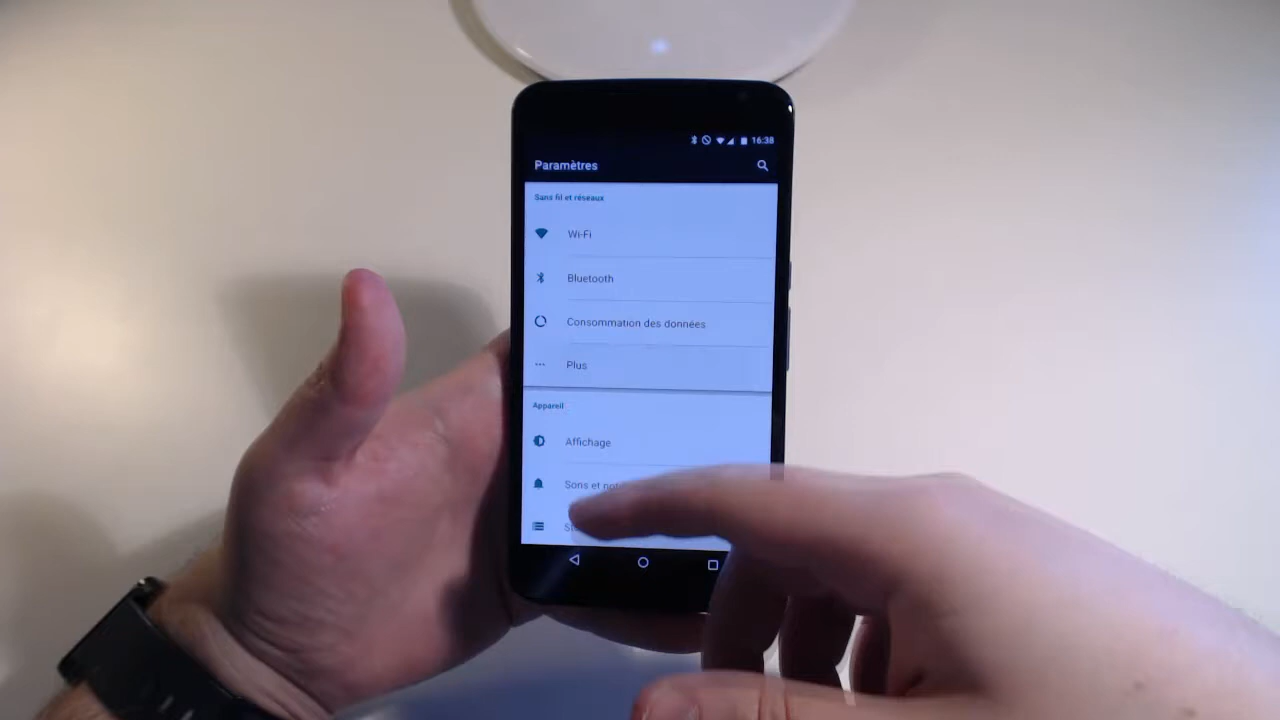 16:38
Paramètres
Sans fil et réseaux
Wi-Fi
Bluetooth
Consommation des données
Plus
Appareil
Affichage
Sons et